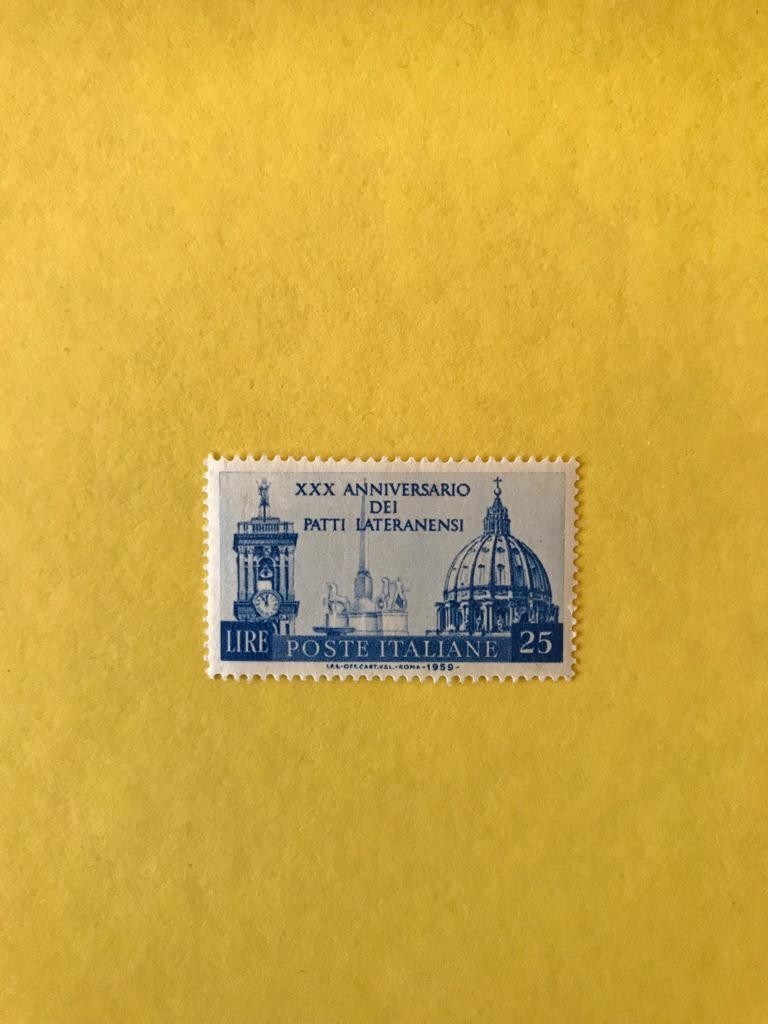 XXX ANNIVERSARIO
DEI
PATTI LATERANENSI
LIRE POSTE ITALIANE 25
I.P.S.-OFF.CART.VAL.-ROMA-1959-